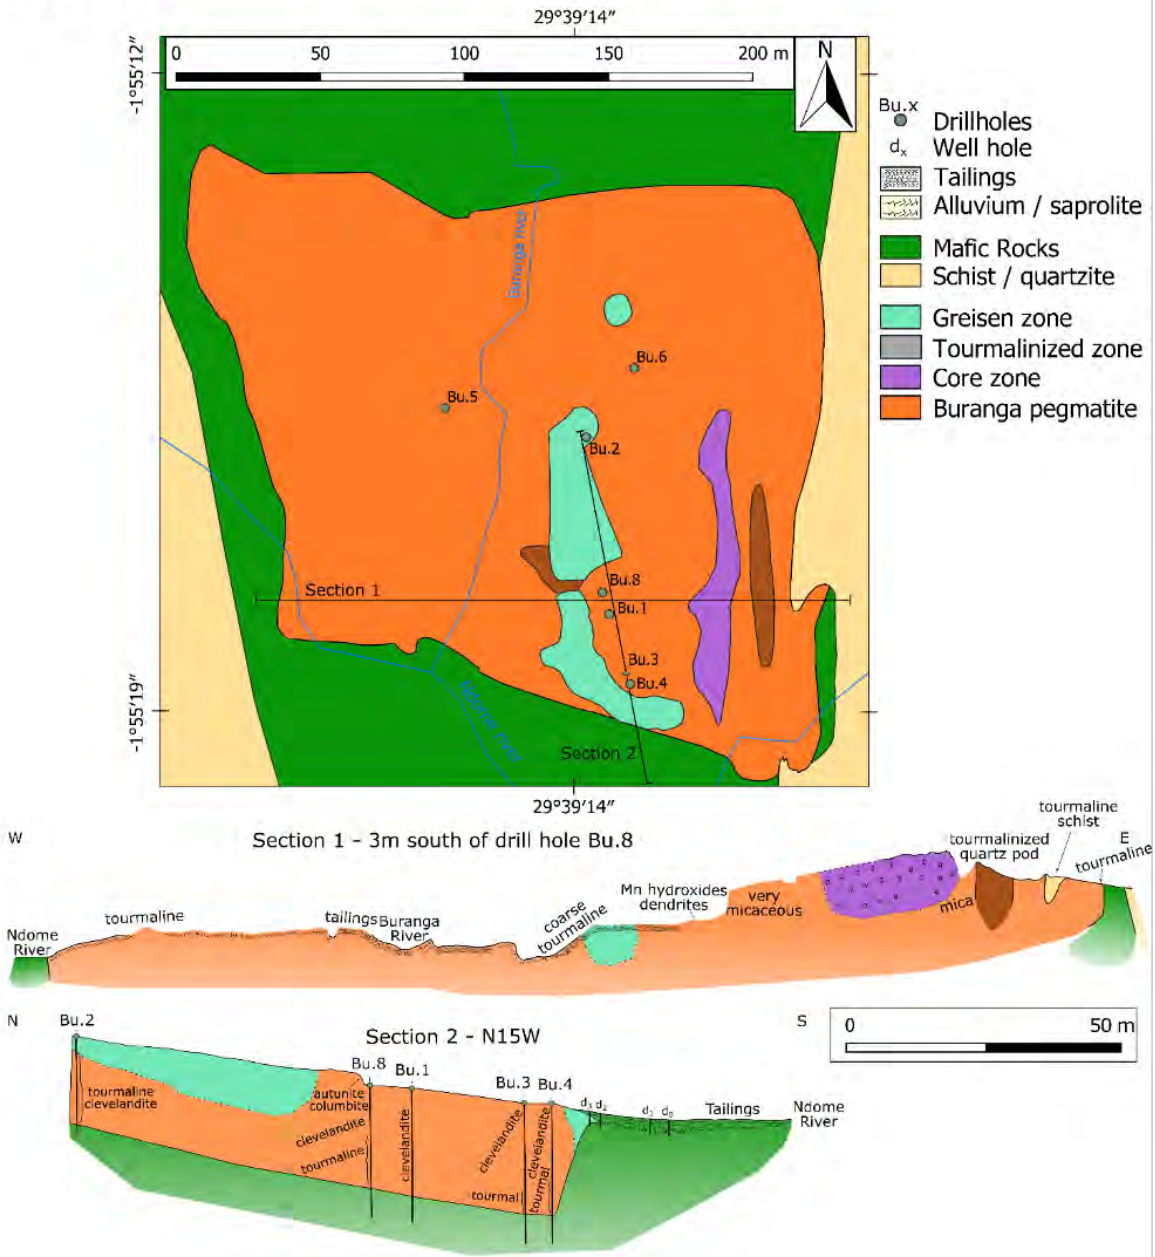 29°39′14″
0 50 100 150 200 m
N
-1°55′12″
Bu.x
Drillholes
dx
Well hole
Tailings
Alluvium / saprolite
Mafic Rocks
Schist / quartzite
Greisen zone
Tourmalinized zone
Core zone
Buranga pegmatite
Buranga river
Bu.6
Bu.5
Bu.2
Bu.8
Section 1
Bu.1
Bu.3
Bu.4
-1°55′19″
Ndome river
Section 2
29°39′14″
W
Section 1 - 3m south of drill hole Bu.8
E
tourmaline
schist
tourmalinized
quartz pod
tourmaline
Mn hydroxides
dendrites
very
micaceous
mica
coarse
tourmaline
tourmaline
tailings
Buranga
River
Ndome
River
N
Section 2 - N15W
S
0 50 m
Bu.2
Bu.8
Bu.1
Bu.3
Bu.4
tourmaline
clevelandite
autunite
columbite
clevelandite
tourmaline
clevelandite
clevelandite
tourmal
clevelandite
tourmal
d3
d2
d1
d0
Tailings
Ndome
River